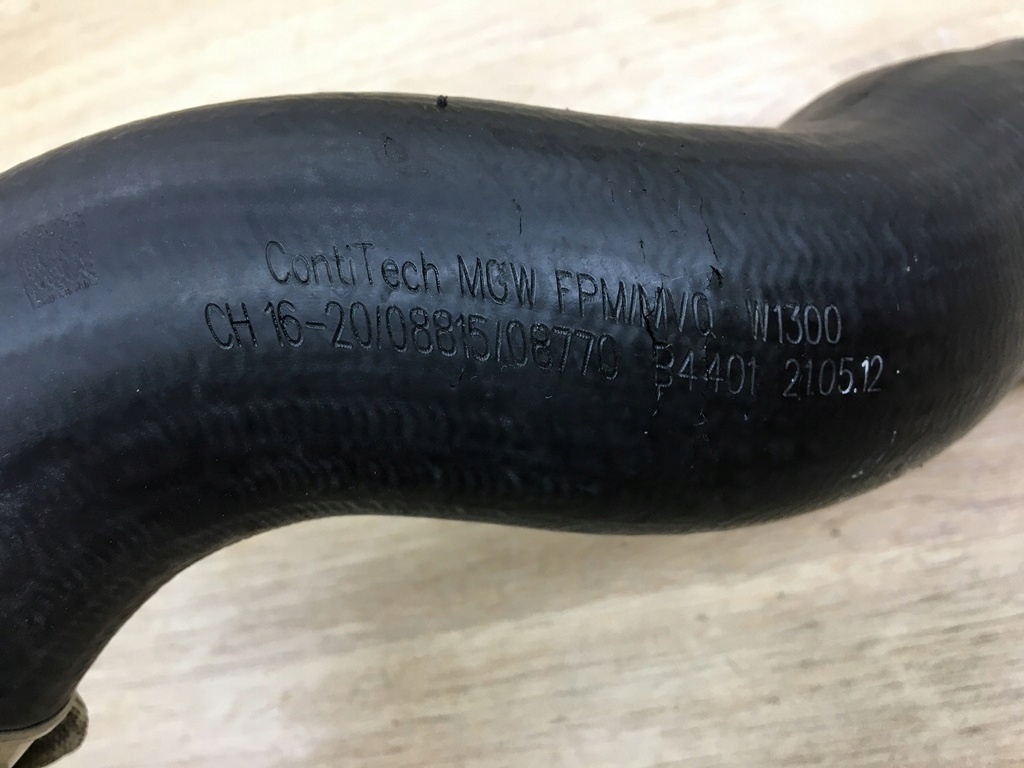 ContiTech MGW FPM/MVQ W1300
CH 16-20/08815/08770 B4401 21.05.12